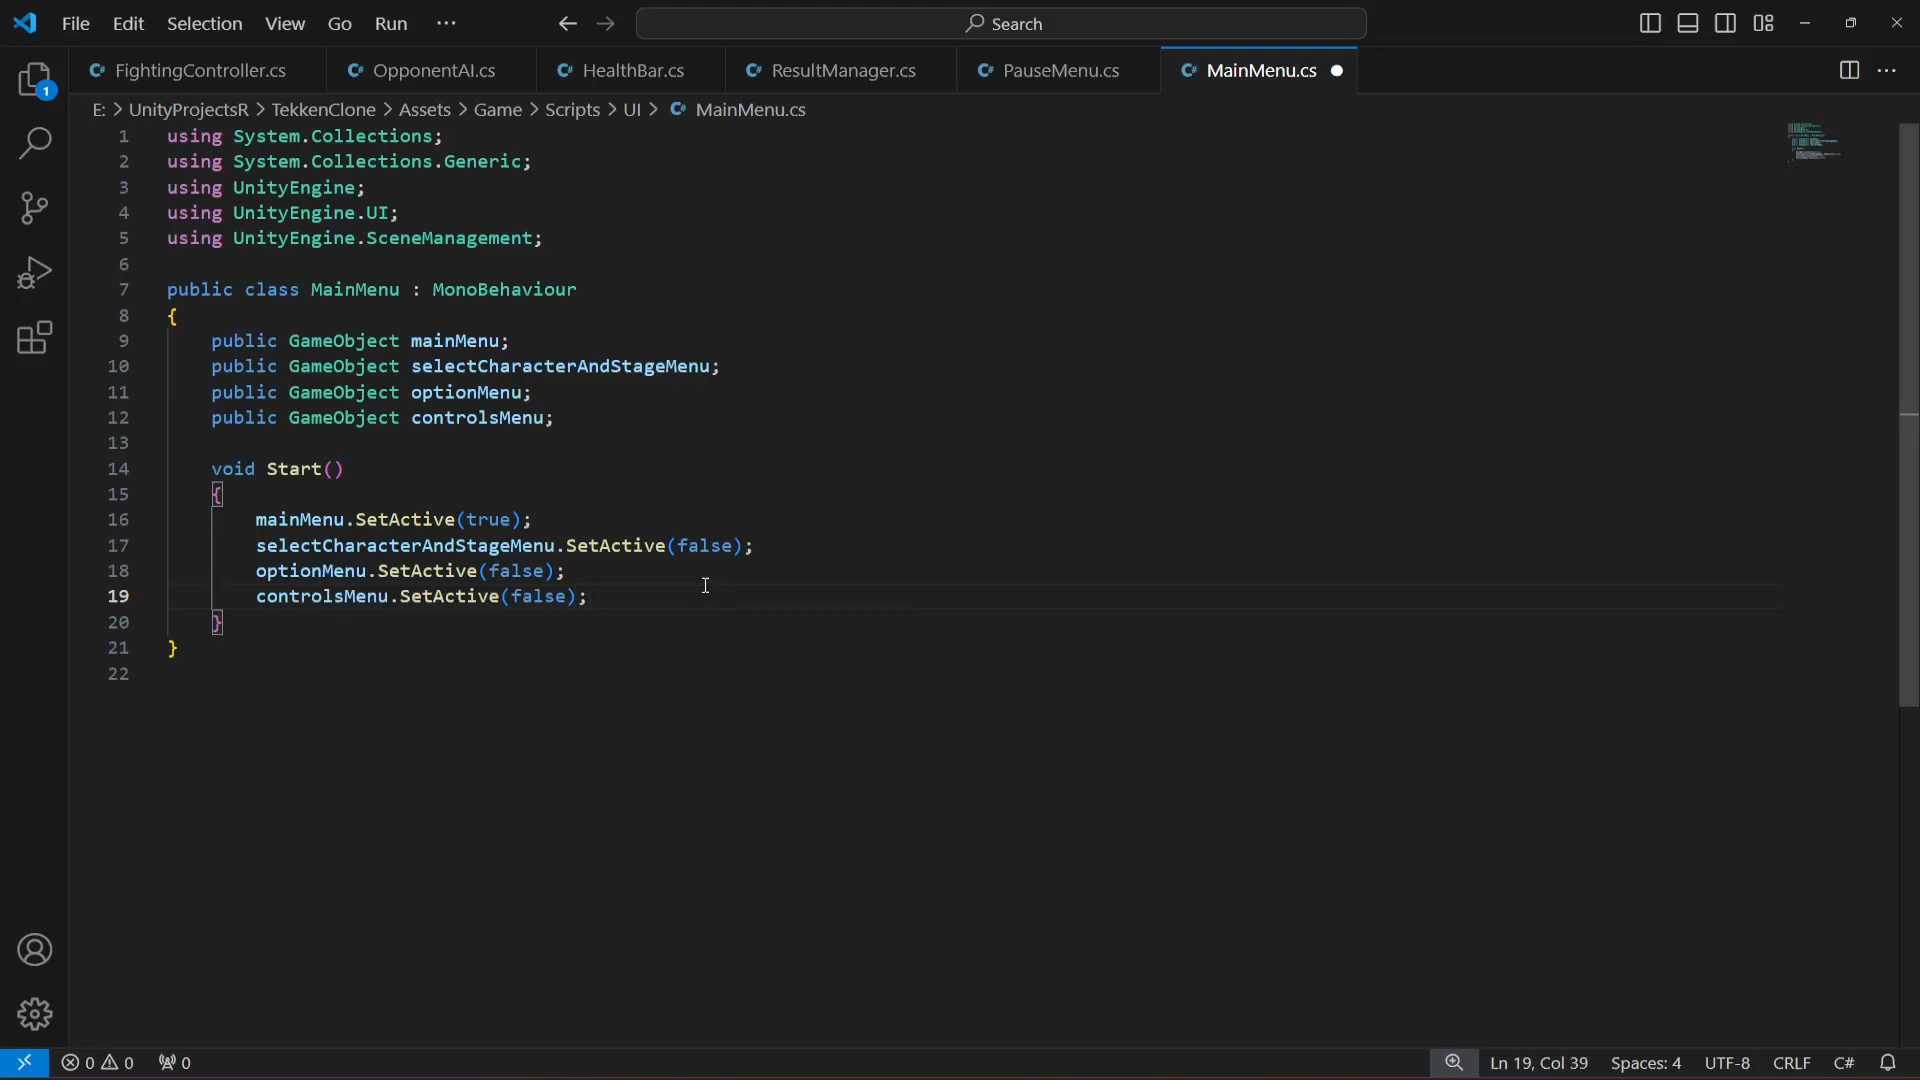 File Edit Selection View Go Run ··· Search
FightingController.cs OpponentAI.cs HealthBar.cs ResultManager.cs PauseMenu.cs MainMenu.cs
E: > UnityProjectsR > TekkenClone > Assets > Game > Scripts > UI > MainMenu.cs
1 using System.Collections;
2 using System.Collections.Generic;
3 using UnityEngine;
4 using UnityEngine.UI;
5 using UnityEngine.SceneManagement;
6
7 public class MainMenu : MonoBehaviour
8 {
9 public GameObject mainMenu;
10 public GameObject selectCharacterAndStageMenu;
11 public GameObject optionMenu;
12 public GameObject controlsMenu;
13
14 void Start()
15 {
16 mainMenu.SetActive(true);
17 selectCharacterAndStageMenu.SetActive(false);
18 optionMenu.SetActive(false);
19 controlsMenu.SetActive(false);
20 }
21 }
22
1
0 0 0 Ln 19, Col 39 Spaces: 4 UTF-8 CRLF C#